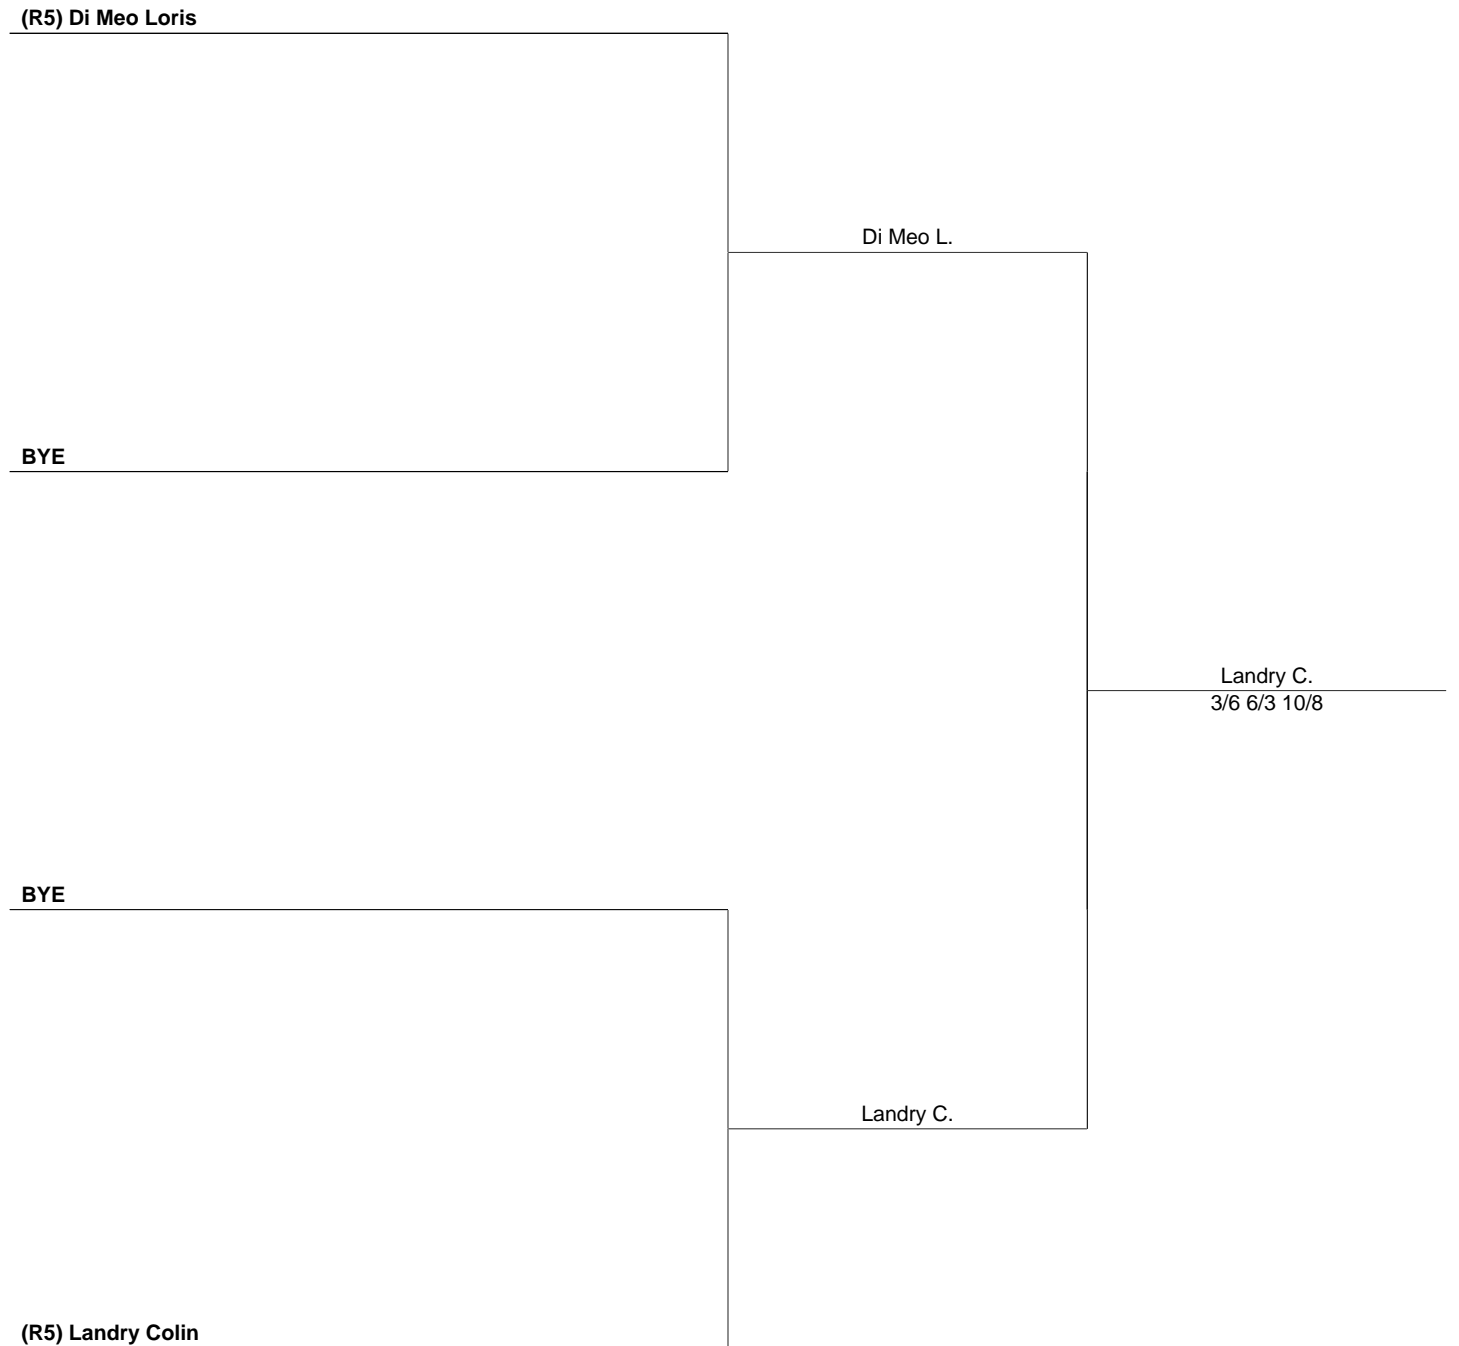 (R5) Di Meo Loris
Di Meo L.
BYE
Landry C.
3/6 6/3 10/8
BYE
Landry C.
(R5) Landry Colin